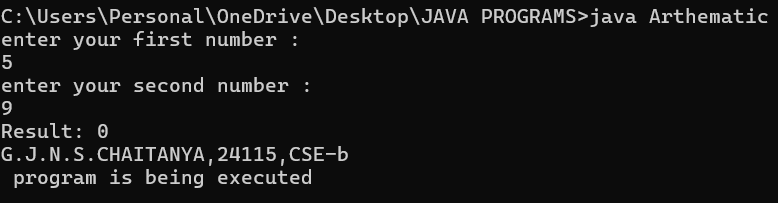 C:\Users\Personal\OneDrive\Desktop\JAVA PROGRAMS>java Arthematic
enter your first number :
5
enter your second number :
9
Result: 0
G.J.N.S.CHAITANYA,24115,CSE-b
 program is being executed